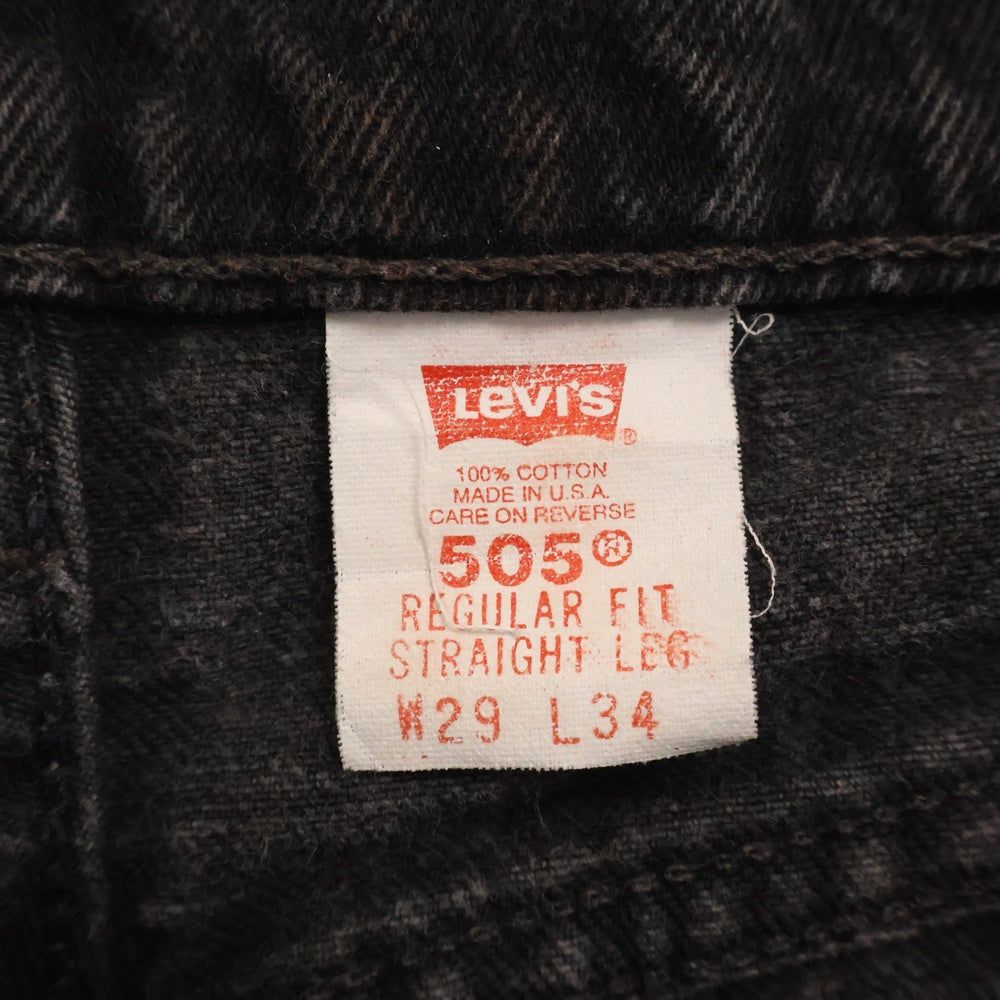 Levi's ®
100% COTTON
MADE IN U.S.A.
CARE ON REVERSE
505®
REGULAR FIT
STRAIGHT LEG
W29 L34